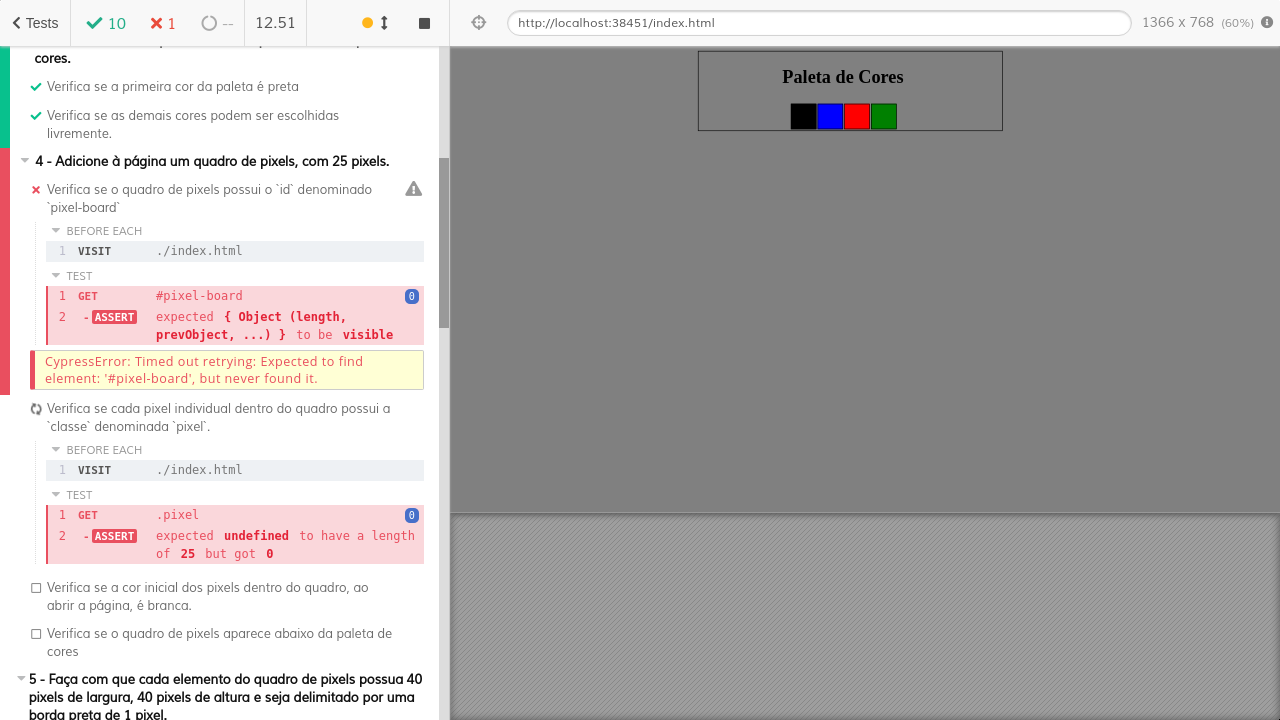 Tests
10
1
--
12.51
http://localhost:38451/index.html
1366 x 768 (60%)
cores.
Verifica se a primeira cor da paleta é preta
Verifica se as demais cores podem ser escolhidas
livremente.
4 - Adicione à página um quadro de pixels, com 25 pixels.
Verifica se o quadro de pixels possui o `id` denominado
`pixel-board`
BEFORE EACH
1 VISIT ./index.html
TEST
1 GET #pixel-board 0
2 - ASSERT expected { Object (length,
prevObject, ...) } to be visible
CypressError: Timed out retrying: Expected to find
element: '#pixel-board', but never found it.
Verifica se cada pixel individual dentro do quadro possui a
`classe` denominada `pixel`.
BEFORE EACH
1 VISIT ./index.html
TEST
1 GET .pixel 0
2 - ASSERT expected undefined to have a length
of 25 but got 0
Verifica se a cor inicial dos pixels dentro do quadro, ao
abrir a página, é branca.
Verifica se o quadro de pixels aparece abaixo da paleta de
cores
5 - Faça com que cada elemento do quadro de pixels possua 40
pixels de largura, 40 pixels de altura e seja delimitado por uma
borda preta de 1 pixel.
Paleta de Cores